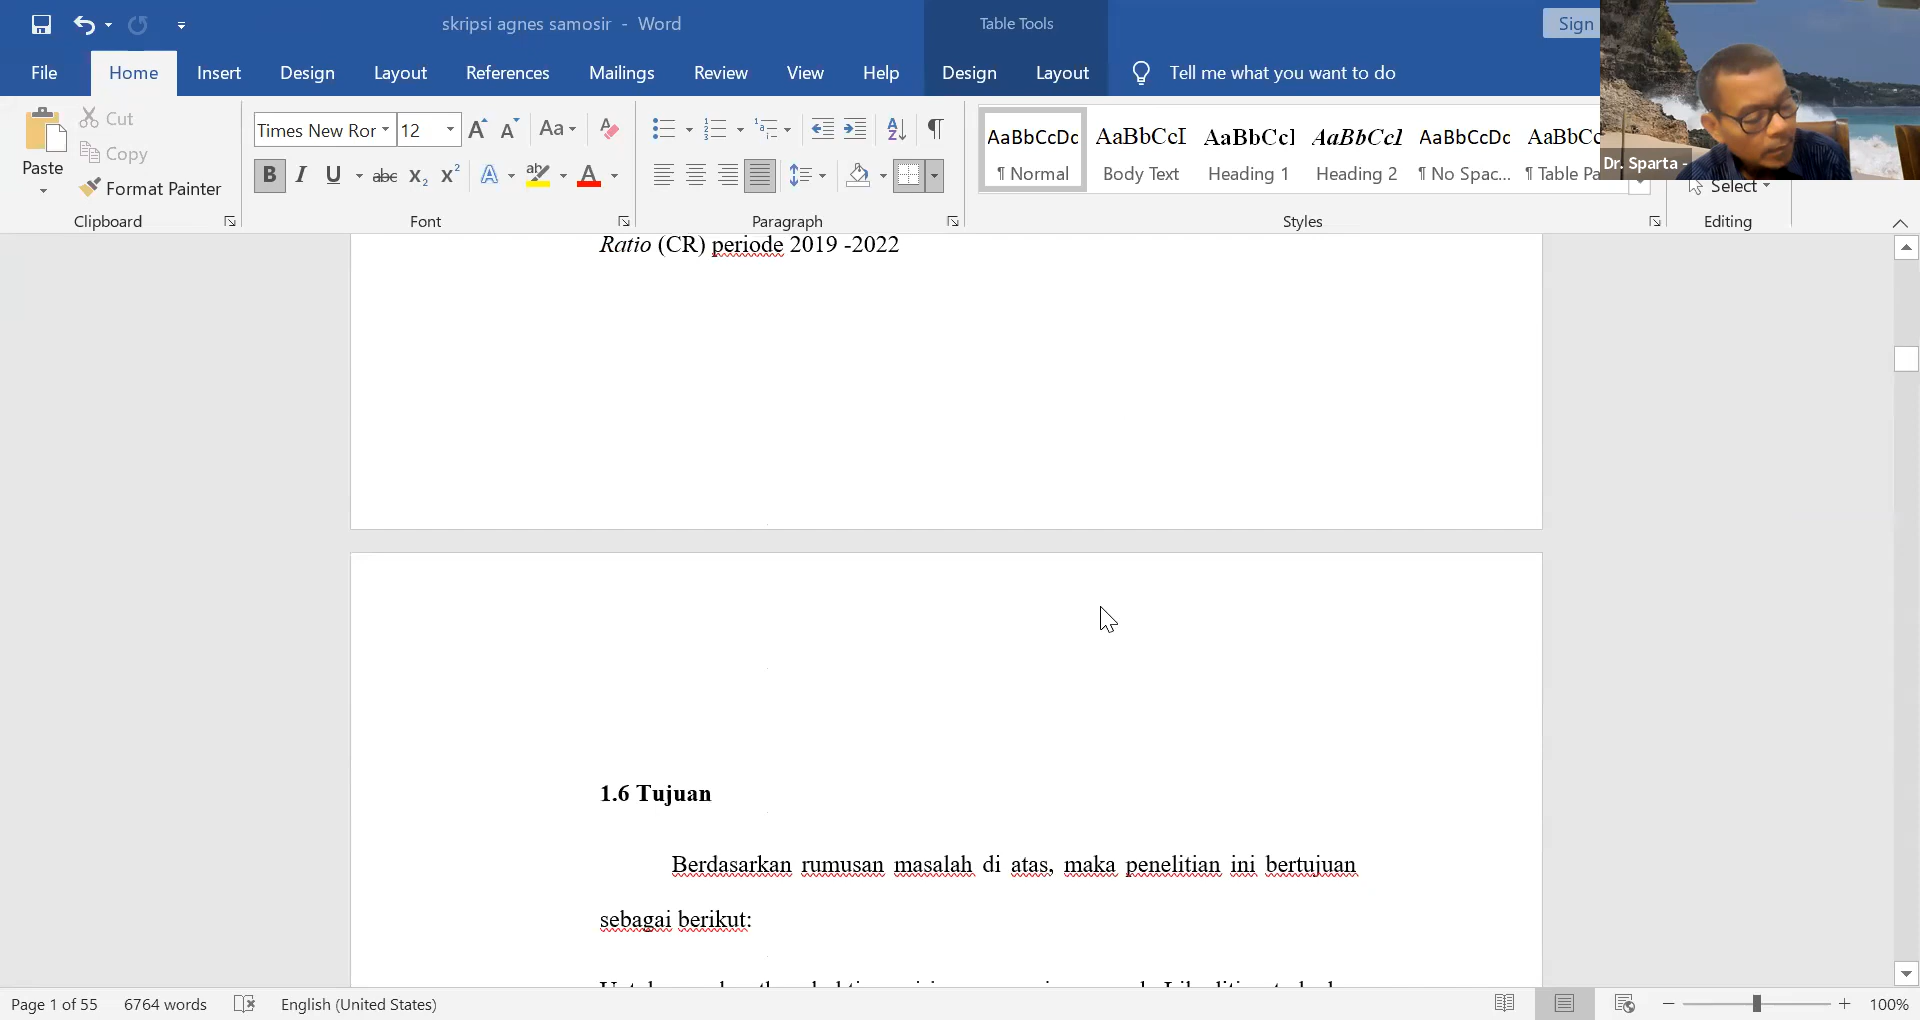 skripsi agnes samosir - Word
Table Tools
Sign
File Home Insert Design Layout References Mailings Review View Help Design Layout Tell me what you want to do
Cut
Copy
Paste
Format Painter
Times New Ror 12
Aa
AaBbCcDc AaBbCcI AaBbCcI AaBbCcI AaBbCcDc AaBbCc
¶ Normal Body Text Heading 1 Heading 2 ¶ No Spac... ¶ Table Pa
Dr. Sparta -
Select
Clipboard Font Paragraph Styles Editing
Ratio (CR) periode 2019 -2022
1.6 Tujuan
Berdasarkan rumusan masalah di atas, maka penelitian ini bertujuan
sebagai berikut:
Page 1 of 55 6764 words English (United States) 100%